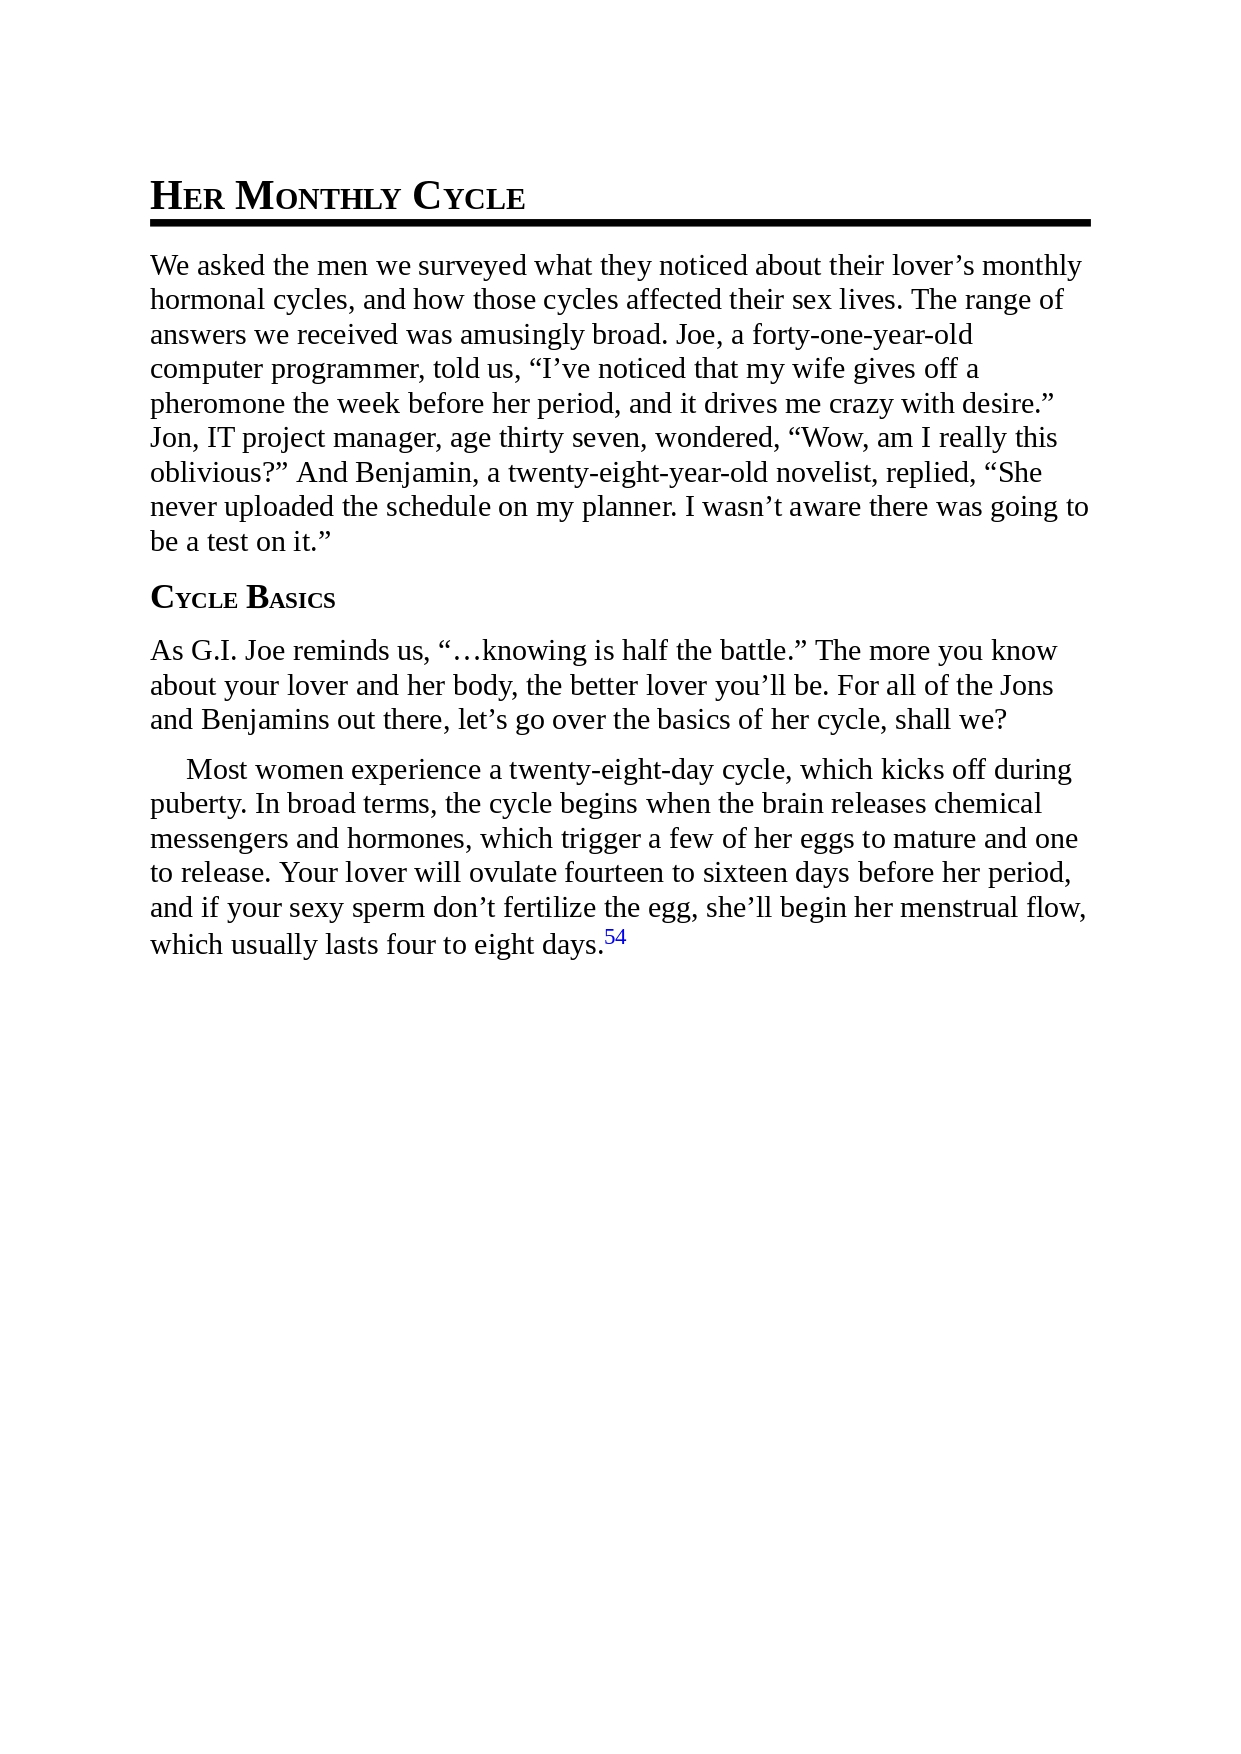 Her Monthly Cycle
We asked the men we surveyed what they noticed about their lover’s monthly
hormonal cycles, and how those cycles affected their sex lives. The range of
answers we received was amusingly broad. Joe, a forty-one-year-old
computer programmer, told us, “I’ve noticed that my wife gives off a
pheromone the week before her period, and it drives me crazy with desire.”
Jon, IT project manager, age thirty seven, wondered, “Wow, am I really this
oblivious?” And Benjamin, a twenty-eight-year-old novelist, replied, “She
never uploaded the schedule on my planner. I wasn’t aware there was going to
be a test on it.”
Cycle Basics
As G.I. Joe reminds us, “…knowing is half the battle.” The more you know
about your lover and her body, the better lover you’ll be. For all of the Jons
and Benjamins out there, let’s go over the basics of her cycle, shall we?
Most women experience a twenty-eight-day cycle, which kicks off during
puberty. In broad terms, the cycle begins when the brain releases chemical
messengers and hormones, which trigger a few of her eggs to mature and one
to release. Your lover will ovulate fourteen to sixteen days before her period,
and if your sexy sperm don’t fertilize the egg, she’ll begin her menstrual flow,
which usually lasts four to eight days.54